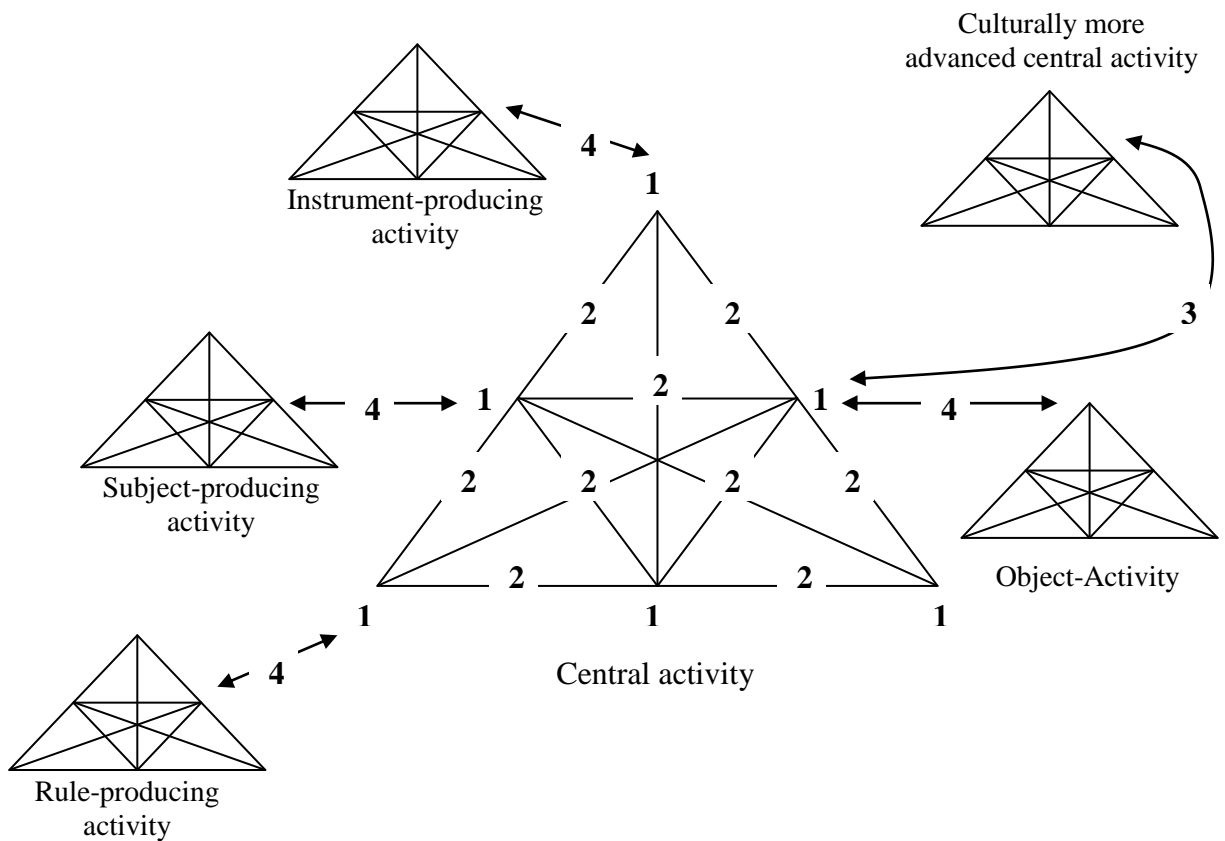 Culturally more
advanced central activity
4
1
Instrument-producing
activity
2 2
3
2
4 1 1 4
2 2 2 2
Subject-producing
activity
2 2
Object-Activity
1 1 1
4
Central activity
Rule-producing
activity